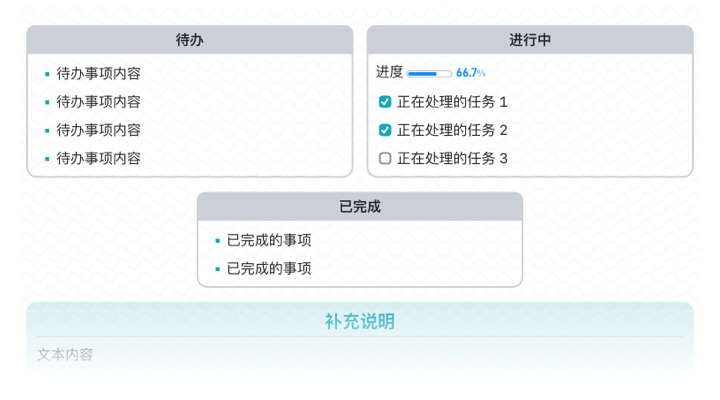 待办
待办事项内容
待办事项内容
待办事项内容
待办事项内容
进行中
进度 66.7%
正在处理的任务 1
正在处理的任务 2
正在处理的任务 3
已完成
已完成的事项
已完成的事项
补充说明
文本内容